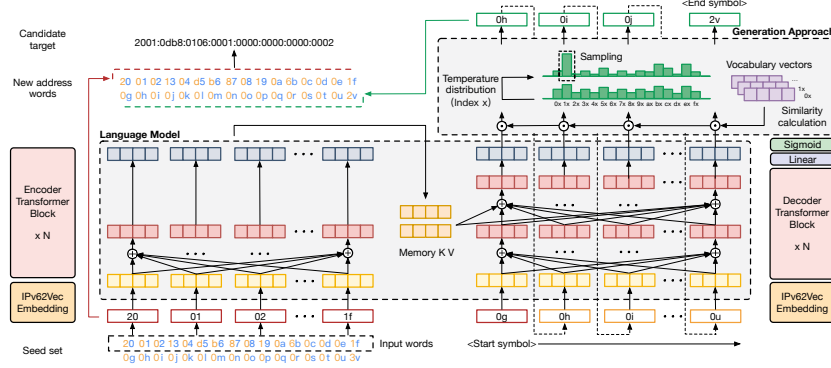 <End symbol>
Candidate target
2001:0db8:0106:0001:0000:0000:0000:0002
0h
0i
0j
2v
Generation Approach
New address words
20 01 02 13 04 d5 b6 87 08 19 0a 6b 0c 0d 0e 1f
0g 0h 0i 0j 0k 0l 0m 0n 0o 0p 0q 0r 0s 0t 0u 2v
Temperature distribution (Index x)
Sampling
0x 1x 2x 3x 4x 5x 6x 7x 8x 9x ax bx cx dx ex fx
Vocabulary vectors
...
1x
0x
Similarity calculation
Language Model
Sigmoid
Linear
Encoder Transformer Block
x N
Memory K V
Decoder Transformer Block
x N
IPv62Vec Embedding
IPv62Vec Embedding
20
01
02
1f
0g
0h
0i
0u
Seed set
20 01 02 13 04 d5 b6 87 08 19 0a 6b 0c 0d 0e 1f
0g 0h 0i 0j 0k 0l 0m 0n 0o 0p 0q 0r 0s 0t 0u 3v
Input words
<Start symbol>